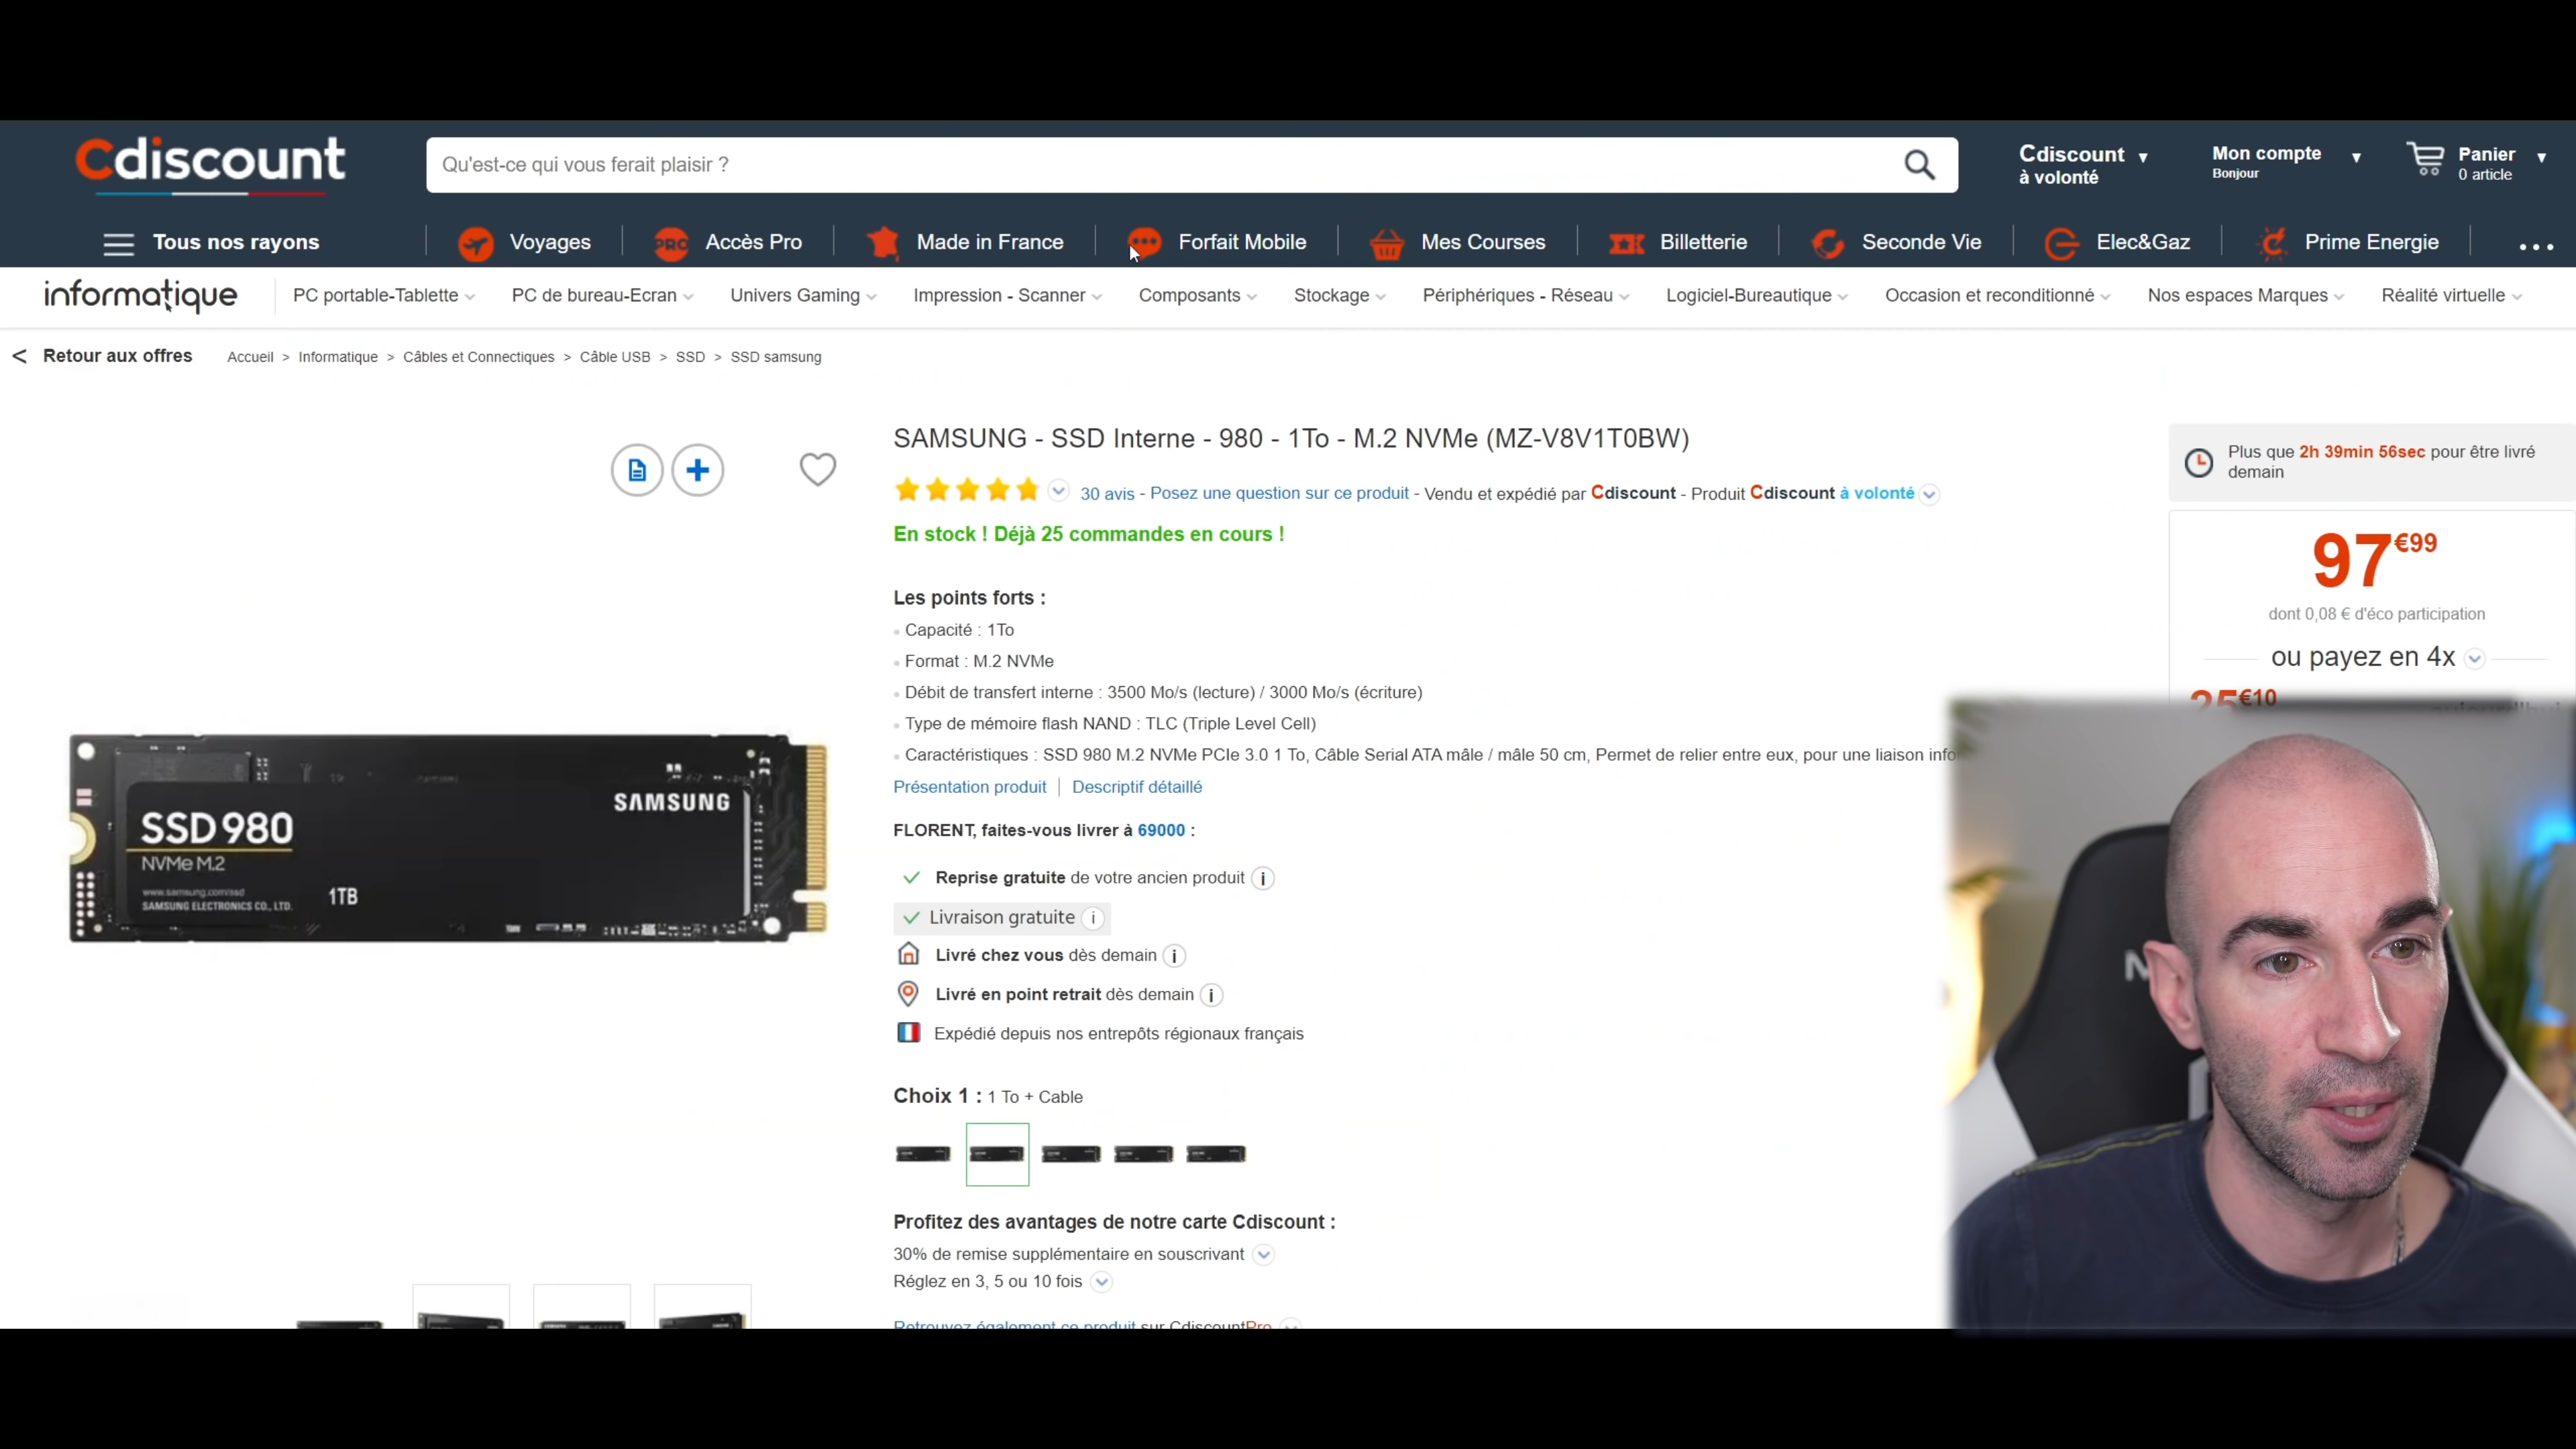 Cdiscount
Qu'est-ce qui vous ferait plaisir ?
Cdiscount
à volonté
Mon compte
Bonjour
Panier
0 article
Tous nos rayons
PRO
Voyages
Accès Pro
Made in France
Forfait Mobile
Mes Courses
Billetterie
Seconde Vie
Elec&Gaz
Prime Energie
informatique
PC portable-Tablette
PC de bureau-Ecran
Univers Gaming
Impression - Scanner
Composants
Stockage
Périphériques - Réseau
Logiciel-Bureautique
Occasion et reconditionné
Nos espaces Marques
Réalité virtuelle
< Retour aux offres
Accueil > Informatique > Câbles et Connectiques > Câble USB > SSD > SSD samsung
SAMSUNG - SSD Interne - 980 - 1To - M.2 NVMe (MZ-V8V1T0BW)
30 avis - Posez une question sur ce produit - Vendu et expédié par Cdiscount - Produit Cdiscount à volonté
En stock ! Déjà 25 commandes en cours !
Les points forts :
Capacité : 1To
Format : M.2 NVMe
Débit de transfert interne : 3500 Mo/s (lecture) / 3000 Mo/s (écriture)
Type de mémoire flash NAND : TLC (Triple Level Cell)
Caractéristiques : SSD 980 M.2 NVMe PCIe 3.0 1 To, Câble Serial ATA mâle / mâle 50 cm, Permet de relier entre eux, pour une liaison info
Présentation produit | Descriptif détaillé
FLORENT, faites-vous livrer à 69000 :
Reprise gratuite de votre ancien produit
Livraison gratuite
Livré chez vous dès demain
Livré en point retrait dès demain
Expédié depuis nos entrepôts régionaux français
Choix 1 : 1 To + Cable
Profitez des avantages de notre carte Cdiscount :
30% de remise supplémentaire en souscrivant
Réglez en 3, 5 ou 10 fois
Retrouvez également ce produit sur CdiscountPro
Plus que 2h 39min 56sec pour être livré
demain
97€99
dont 0,08 € d'éco participation
ou payez en 4x
25€10
SAMSUNG
SSD 980
NVMe M.2
www.samsung.com/ssd
SAMSUNG ELECTRONICS CO., LTD.
1TB
N